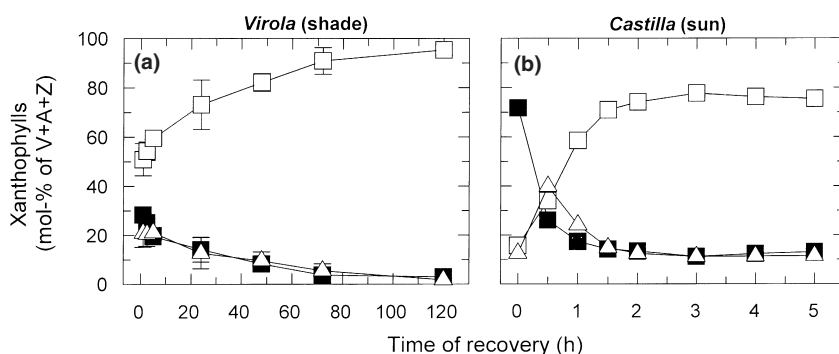 Virola (shade) Castilla (sun)
Xanthophylls
(mol-% of V+A+Z)
100
80
60
40
20
0
(a) (b)
0 20 40 60 80 100 120 0 1 2 3 4 5
Time of recovery (h)